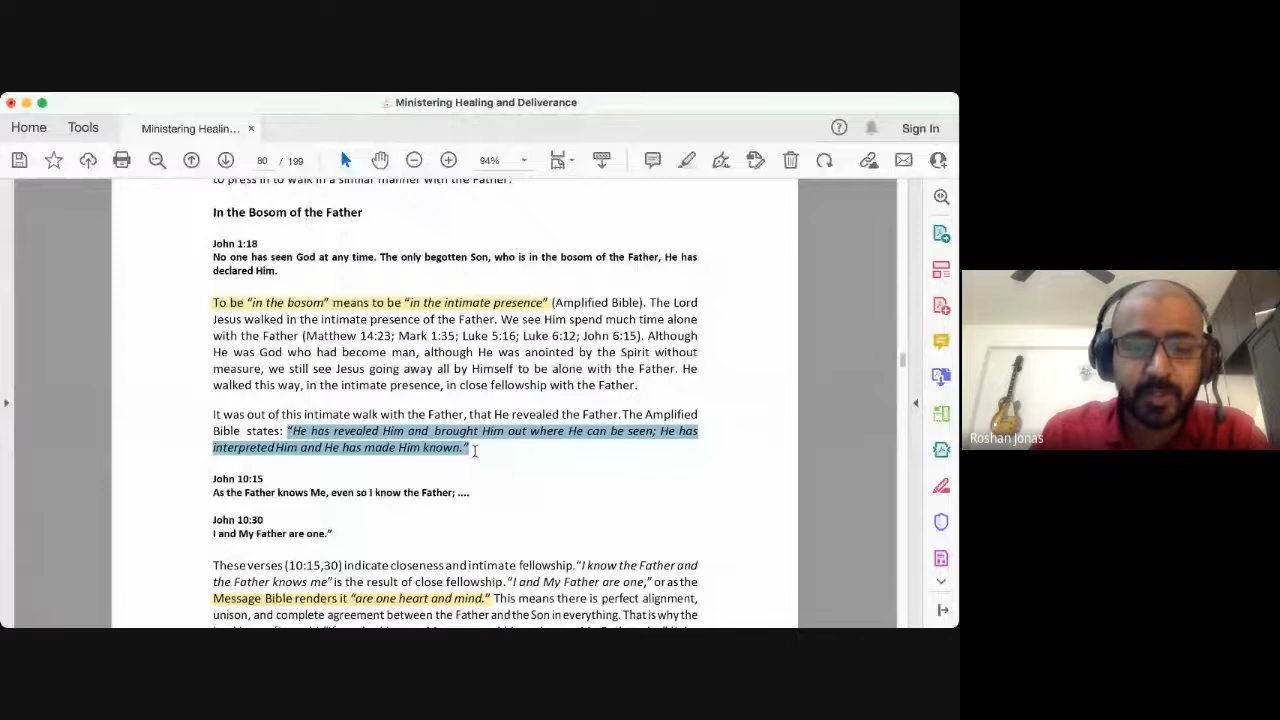 Ministering Healing and Deliverance
Home
Tools
Ministering Healin...
×
Sign In
80 / 199
94%
to press in to walk in a similar manner with the Father.
In the Bosom of the Father
John 1:18
No one has seen God at any time. The only begotten Son, who is in the bosom of the Father, He has
declared Him.
To be “in the bosom” means to be “in the intimate presence” (Amplified Bible). The Lord
Jesus walked in the intimate presence of the Father. We see Him spend much time alone
with the Father (Matthew 14:23; Mark 1:35; Luke 5:16; Luke 6:12; John 6:15). Although
He was God who had become man, although He was anointed by the Spirit without
measure, we still see Jesus going away all by Himself to be alone with the Father. He
walked this way, in the intimate presence, in close fellowship with the Father.
It was out of this intimate walk with the Father, that He revealed the Father. The Amplified
Bible states: “He has revealed Him and brought Him out where He can be seen; He has
interpreted Him and He has made Him known.”
John 10:15
As the Father knows Me, even so I know the Father; ....
John 10:30
I and My Father are one.”
These verses (10:15,30) indicate closeness and intimate fellowship. “I know the Father and
the Father knows me” is the result of close fellowship. “I and My Father are one,” or as the
Message Bible renders it “are one heart and mind.” This means there is perfect alignment,
unison, and complete agreement between the Father and the Son in everything. That is why the
Roshan Jonas